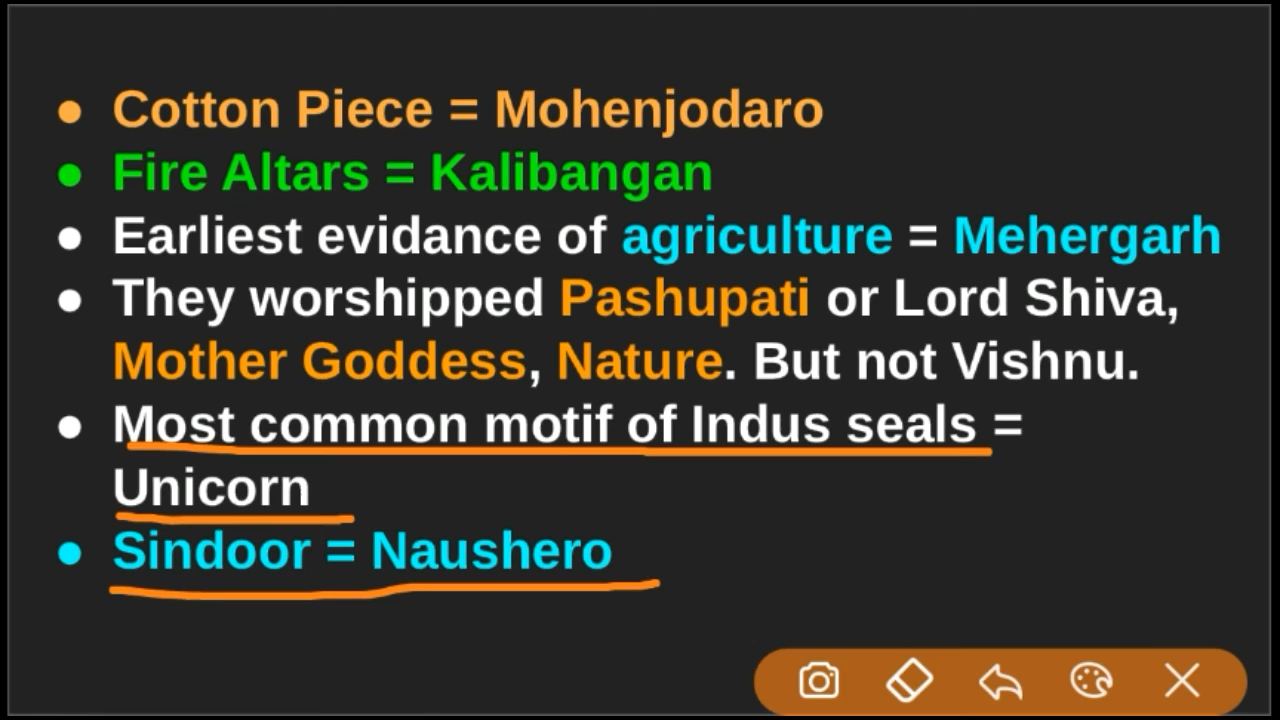 • Cotton Piece = Mohenjodaro
• Fire Altars = Kalibangan
• Earliest evidance of agriculture = Mehergarh
• They worshipped Pashupati or Lord Shiva,
Mother Goddess, Nature. But not Vishnu.
• Most common motif of Indus seals =
Unicorn
• Sindoor = Naushero